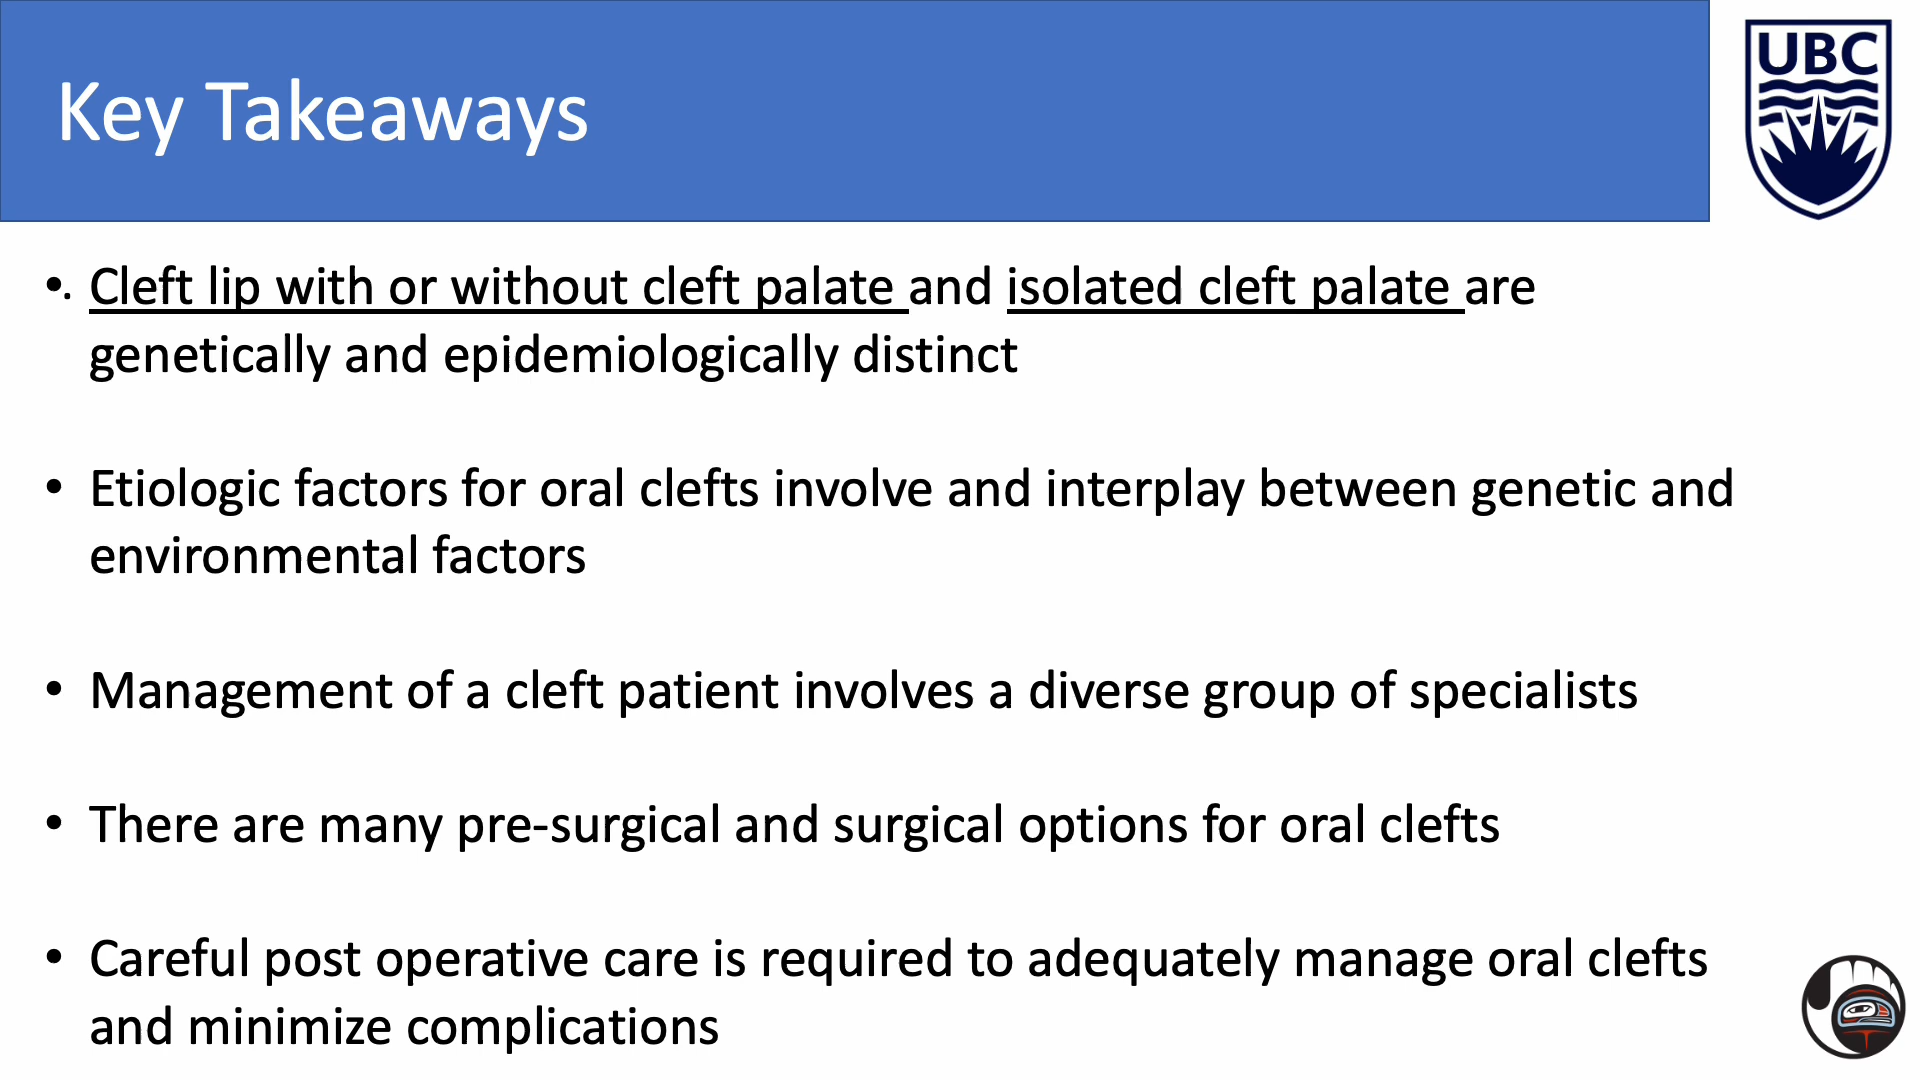 Key Takeaways
UBC
• . Cleft lip with or without cleft palate and isolated cleft palate are
genetically and epidemiologically distinct
• Etiologic factors for oral clefts involve and interplay between genetic and
environmental factors
• Management of a cleft patient involves a diverse group of specialists
• There are many pre-surgical and surgical options for oral clefts
• Careful post operative care is required to adequately manage oral clefts
and minimize complications